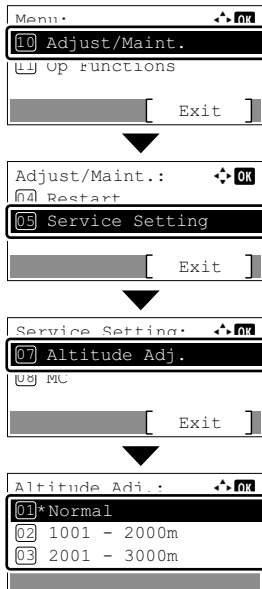 Menu: OK
10 Adjust/Maint.
11 Op Functions
[ Exit ]
Adjust/Maint.: OK
04 Restart
05 Service Setting
[ Exit ]
Service Setting: OK
07 Altitude Adj.
08 MC
[ Exit ]
Altitude Adj.: OK
01 *Normal
02 1001 - 2000m
03 2001 - 3000m